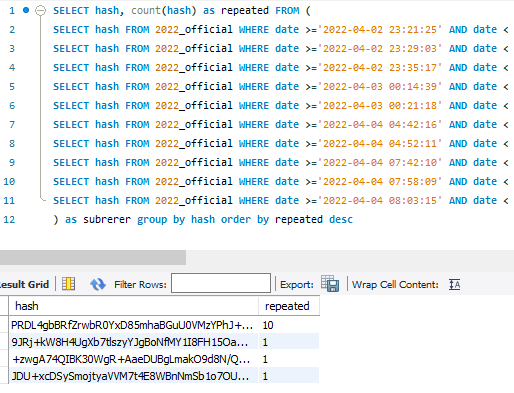 1 SELECT hash, count(hash) as repeated FROM (
2 SELECT hash FROM 2022_official WHERE date >='2022-04-02 23:21:25' AND date <
3 SELECT hash FROM 2022_official WHERE date >='2022-04-02 23:29:03' AND date <
4 SELECT hash FROM 2022_official WHERE date >='2022-04-02 23:35:17' AND date <
5 SELECT hash FROM 2022_official WHERE date >='2022-04-03 00:14:39' AND date <
6 SELECT hash FROM 2022_official WHERE date >='2022-04-03 00:21:18' AND date <
7 SELECT hash FROM 2022_official WHERE date >='2022-04-04 04:42:16' AND date <
8 SELECT hash FROM 2022_official WHERE date >='2022-04-04 04:52:11' AND date <
9 SELECT hash FROM 2022_official WHERE date >='2022-04-04 07:42:10' AND date <
10 SELECT hash FROM 2022_official WHERE date >='2022-04-04 07:58:09' AND date <
11 SELECT hash FROM 2022_official WHERE date >='2022-04-04 08:03:15' AND date <
12 ) as subrerer group by hash order by repeated desc
esult Grid Filter Rows: Export: Wrap Cell Content:
hash repeated
PRDL4gbBRfZrwbR0YxD85mhaBGuU0VMzYPhJ+... 10
9JRj+kW8H4UgXb7tlszyYJgBoNfMY1I8FH15Oa... 1
+zwgA74QIBK30WgR+AaeDUBgLmakO9d8N/Q... 1
JDU+xcDSySmojtyaVVM7t4E8WBnNmSb1o7OU... 1